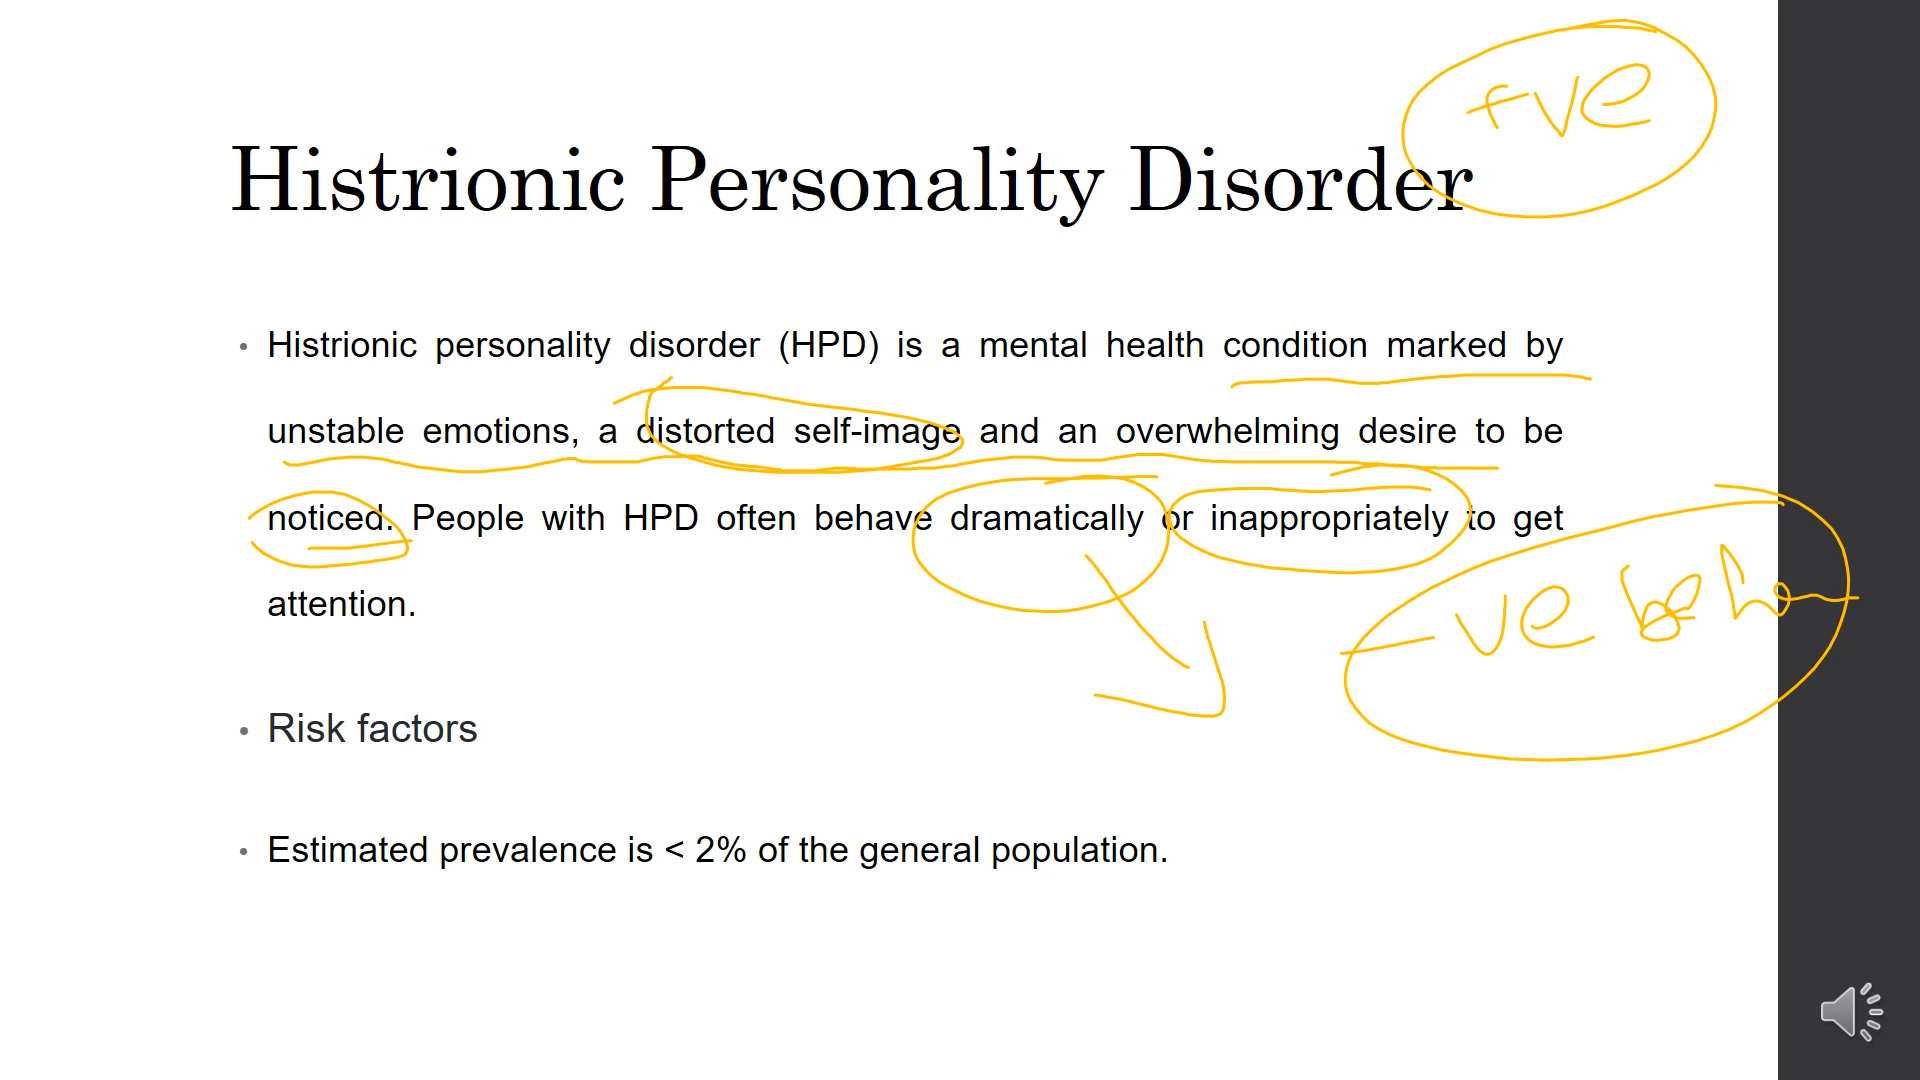 +ve
Histrionic Personality Disorder
• Histrionic personality disorder (HPD) is a mental health condition marked by
unstable emotions, a distorted self-image and an overwhelming desire to be
noticed. People with HPD often behave dramatically or inappropriately to get
attention.
-ve beha
• Risk factors
• Estimated prevalence is < 2% of the general population.